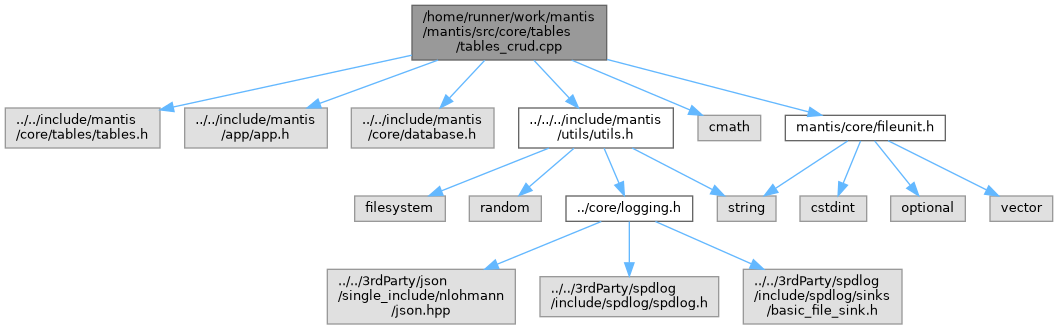 /home/runner/work/mantis
/mantis/src/core/tables
/tables_crud.cpp
../../include/mantis
/core/tables/tables.h
../../include/mantis
/app/app.h
../../include/mantis
/core/database.h
../../../include/mantis
/utils/utils.h
cmath
mantis/core/fileunit.h
filesystem
random
../core/logging.h
string
cstdint
optional
vector
../../3rdParty/json
/single_include/nlohmann
/json.hpp
../../3rdParty/spdlog
/include/spdlog/spdlog.h
../../3rdParty/spdlog
/include/spdlog/sinks
/basic_file_sink.h